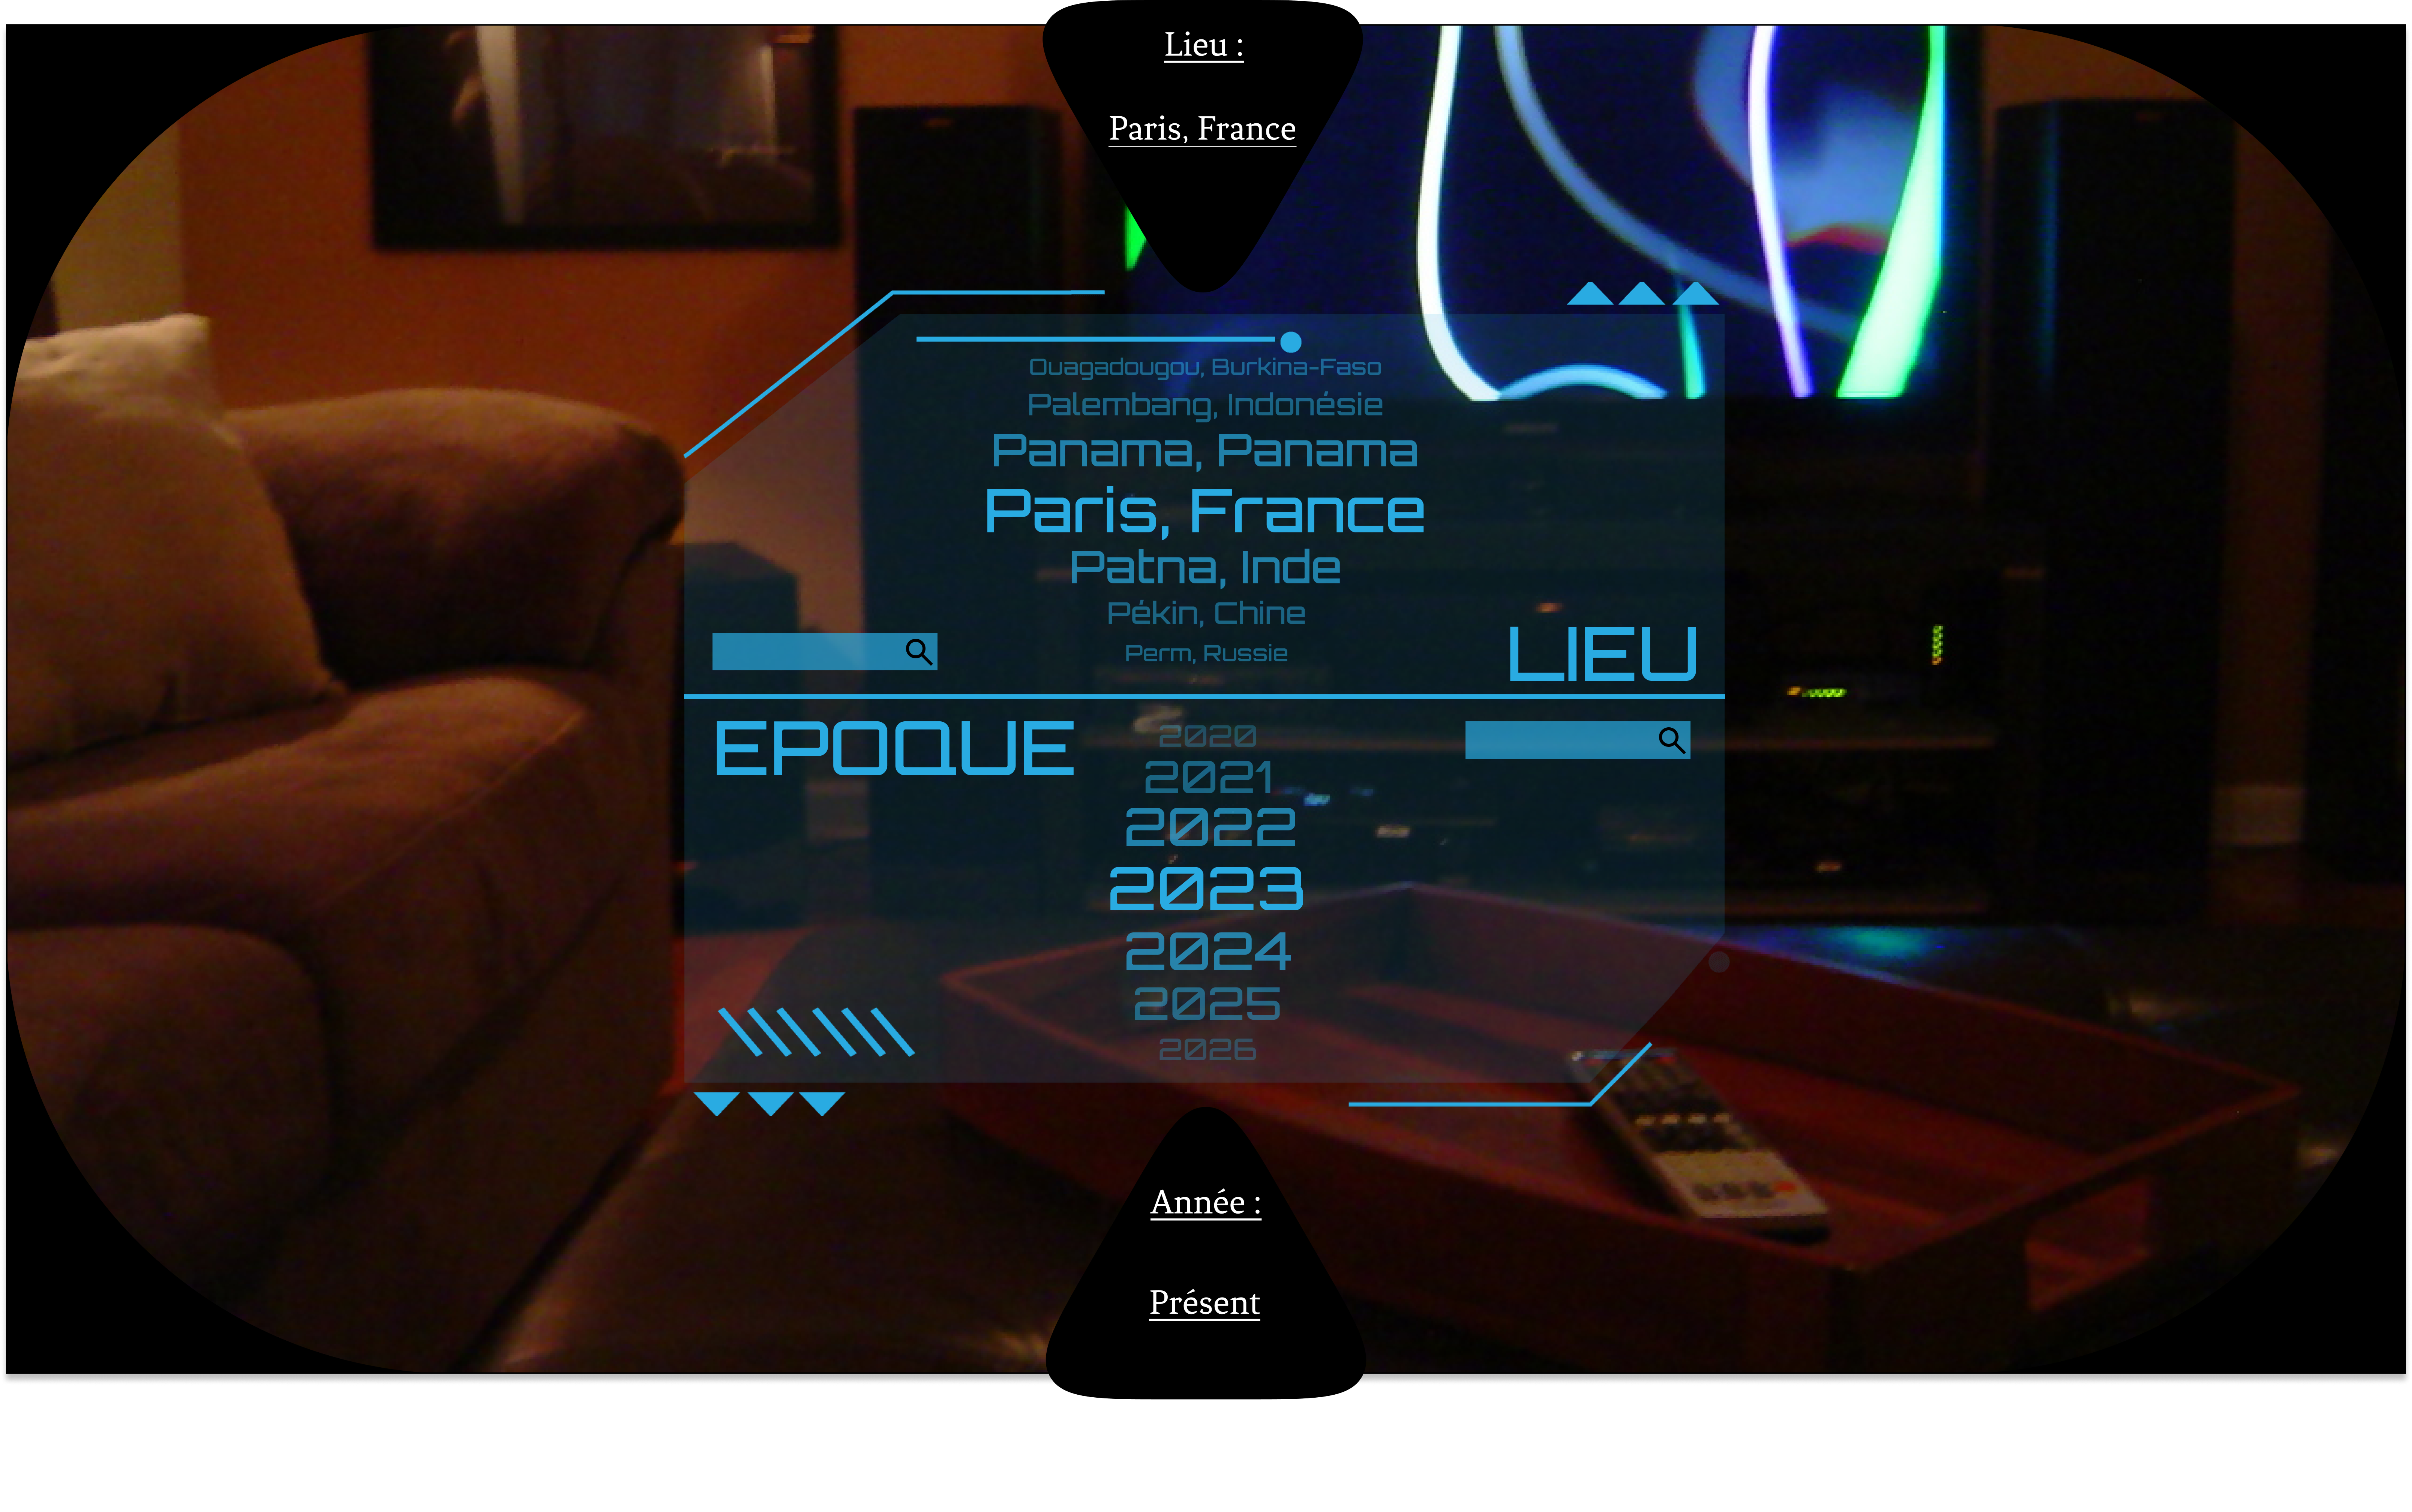 Lieu :
Paris, France
Ouagadougou, Burkina-Faso
Palembang, Indonésie
Panama, Panama
Paris, France
Patna, Inde
Pékin, Chine
Perm, Russie
LIEU
EPOQUE
2020
2021
2022
2023
2024
2025
2026
Année :
Présent